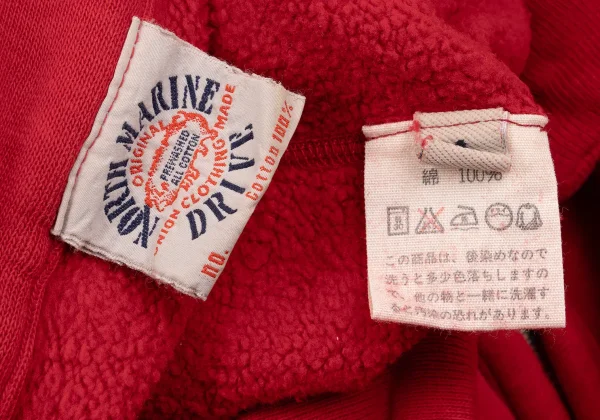 NORTH MARINE DRIVE
ORIGINAL
PREWASHED
ALL COTTON
UNION CLOTHING MADE
Cotton 100%
no.
綿 100%
この商品は、後染めなので
洗うと多少色落ちしますの
で、他の物と一緒に洗濯す
ると汚染の恐れがあります。